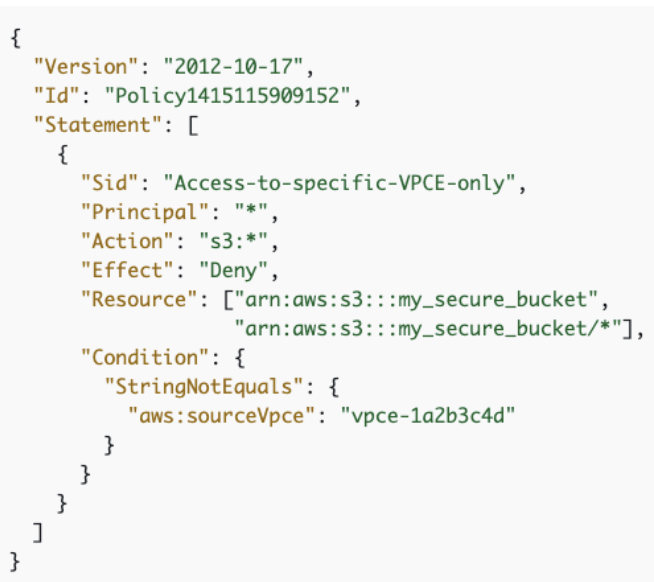 {
  "Version": "2012-10-17",
  "Id": "Policy1415115909152",
  "Statement": [
    {
      "Sid": "Access-to-specific-VPCE-only",
      "Principal": "*",
      "Action": "s3:*",
      "Effect": "Deny",
      "Resource": ["arn:aws:s3:::my_secure_bucket",
                   "arn:aws:s3:::my_secure_bucket/*"],
      "Condition": {
        "StringNotEquals": {
          "aws:sourceVpce": "vpce-1a2b3c4d"
        }
      }
    }
  ]
}